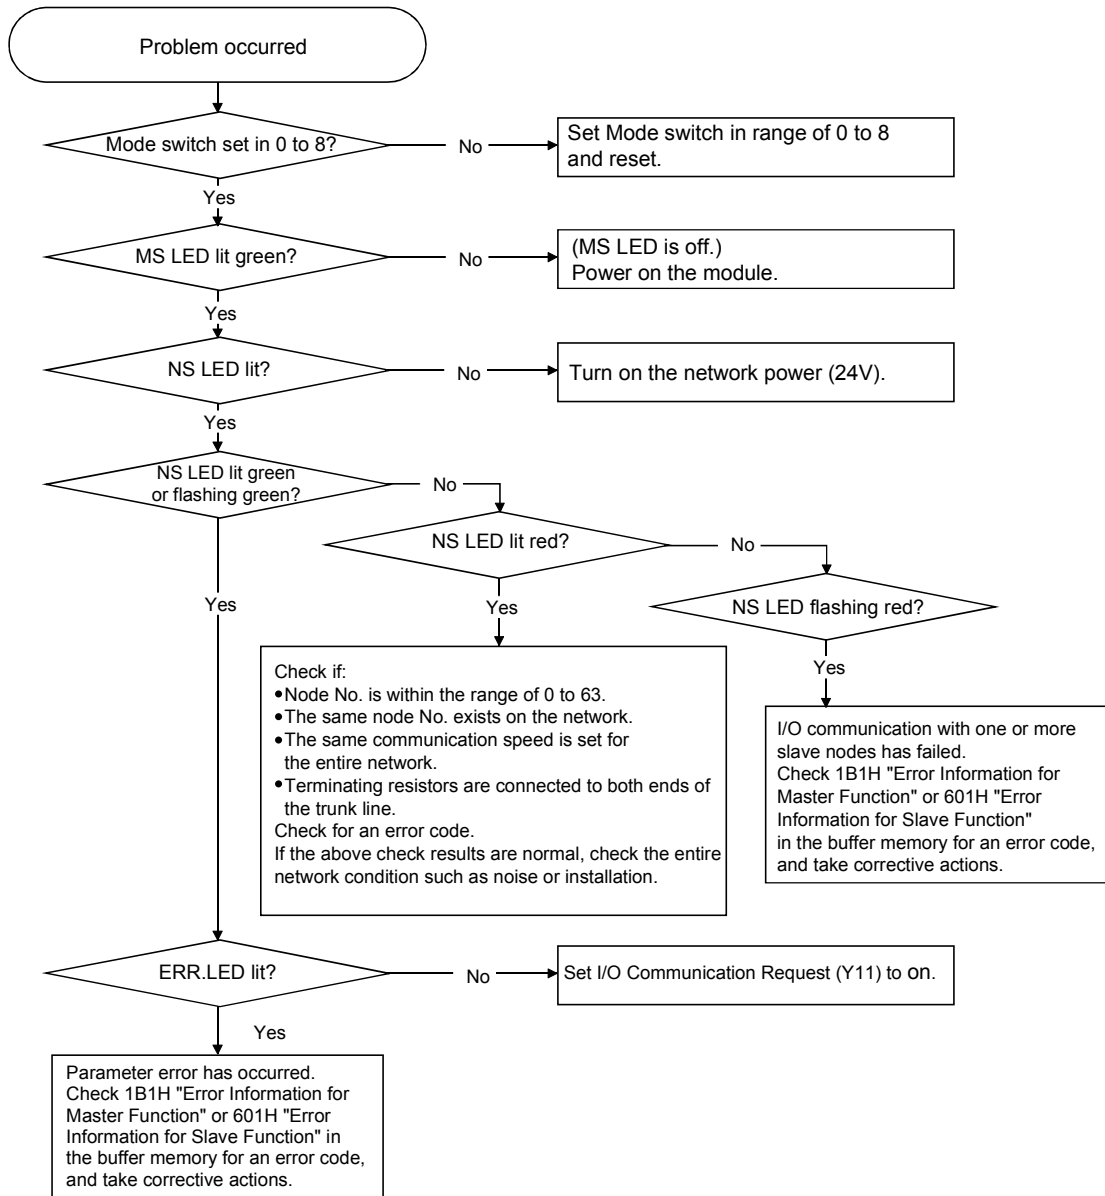 Problem occurred
Mode switch set in 0 to 8?
No
Set Mode switch in range of 0 to 8
and reset.
Yes
MS LED lit green?
No
(MS LED is off.)
Power on the module.
Yes
NS LED lit?
No
Turn on the network power (24V).
Yes
NS LED lit green
or flashing green?
No
NS LED lit red?
No
NS LED flashing red?
Yes
Yes
Yes
Check if:
•Node No. is within the range of 0 to 63.
•The same node No. exists on the network.
•The same communication speed is set for
the entire network.
•Terminating resistors are connected to both ends of
the trunk line.
Check for an error code.
If the above check results are normal, check the entire
network condition such as noise or installation.
I/O communication with one or more
slave nodes has failed.
Check 1B1H "Error Information for
Master Function" or 601H "Error
Information for Slave Function"
in the buffer memory for an error code,
and take corrective actions.
ERR.LED lit?
No
Set I/O Communication Request (Y11) to on.
Yes
Parameter error has occurred.
Check 1B1H "Error Information for
Master Function" or 601H "Error
Information for Slave Function" in
the buffer memory for an error code,
and take corrective actions.